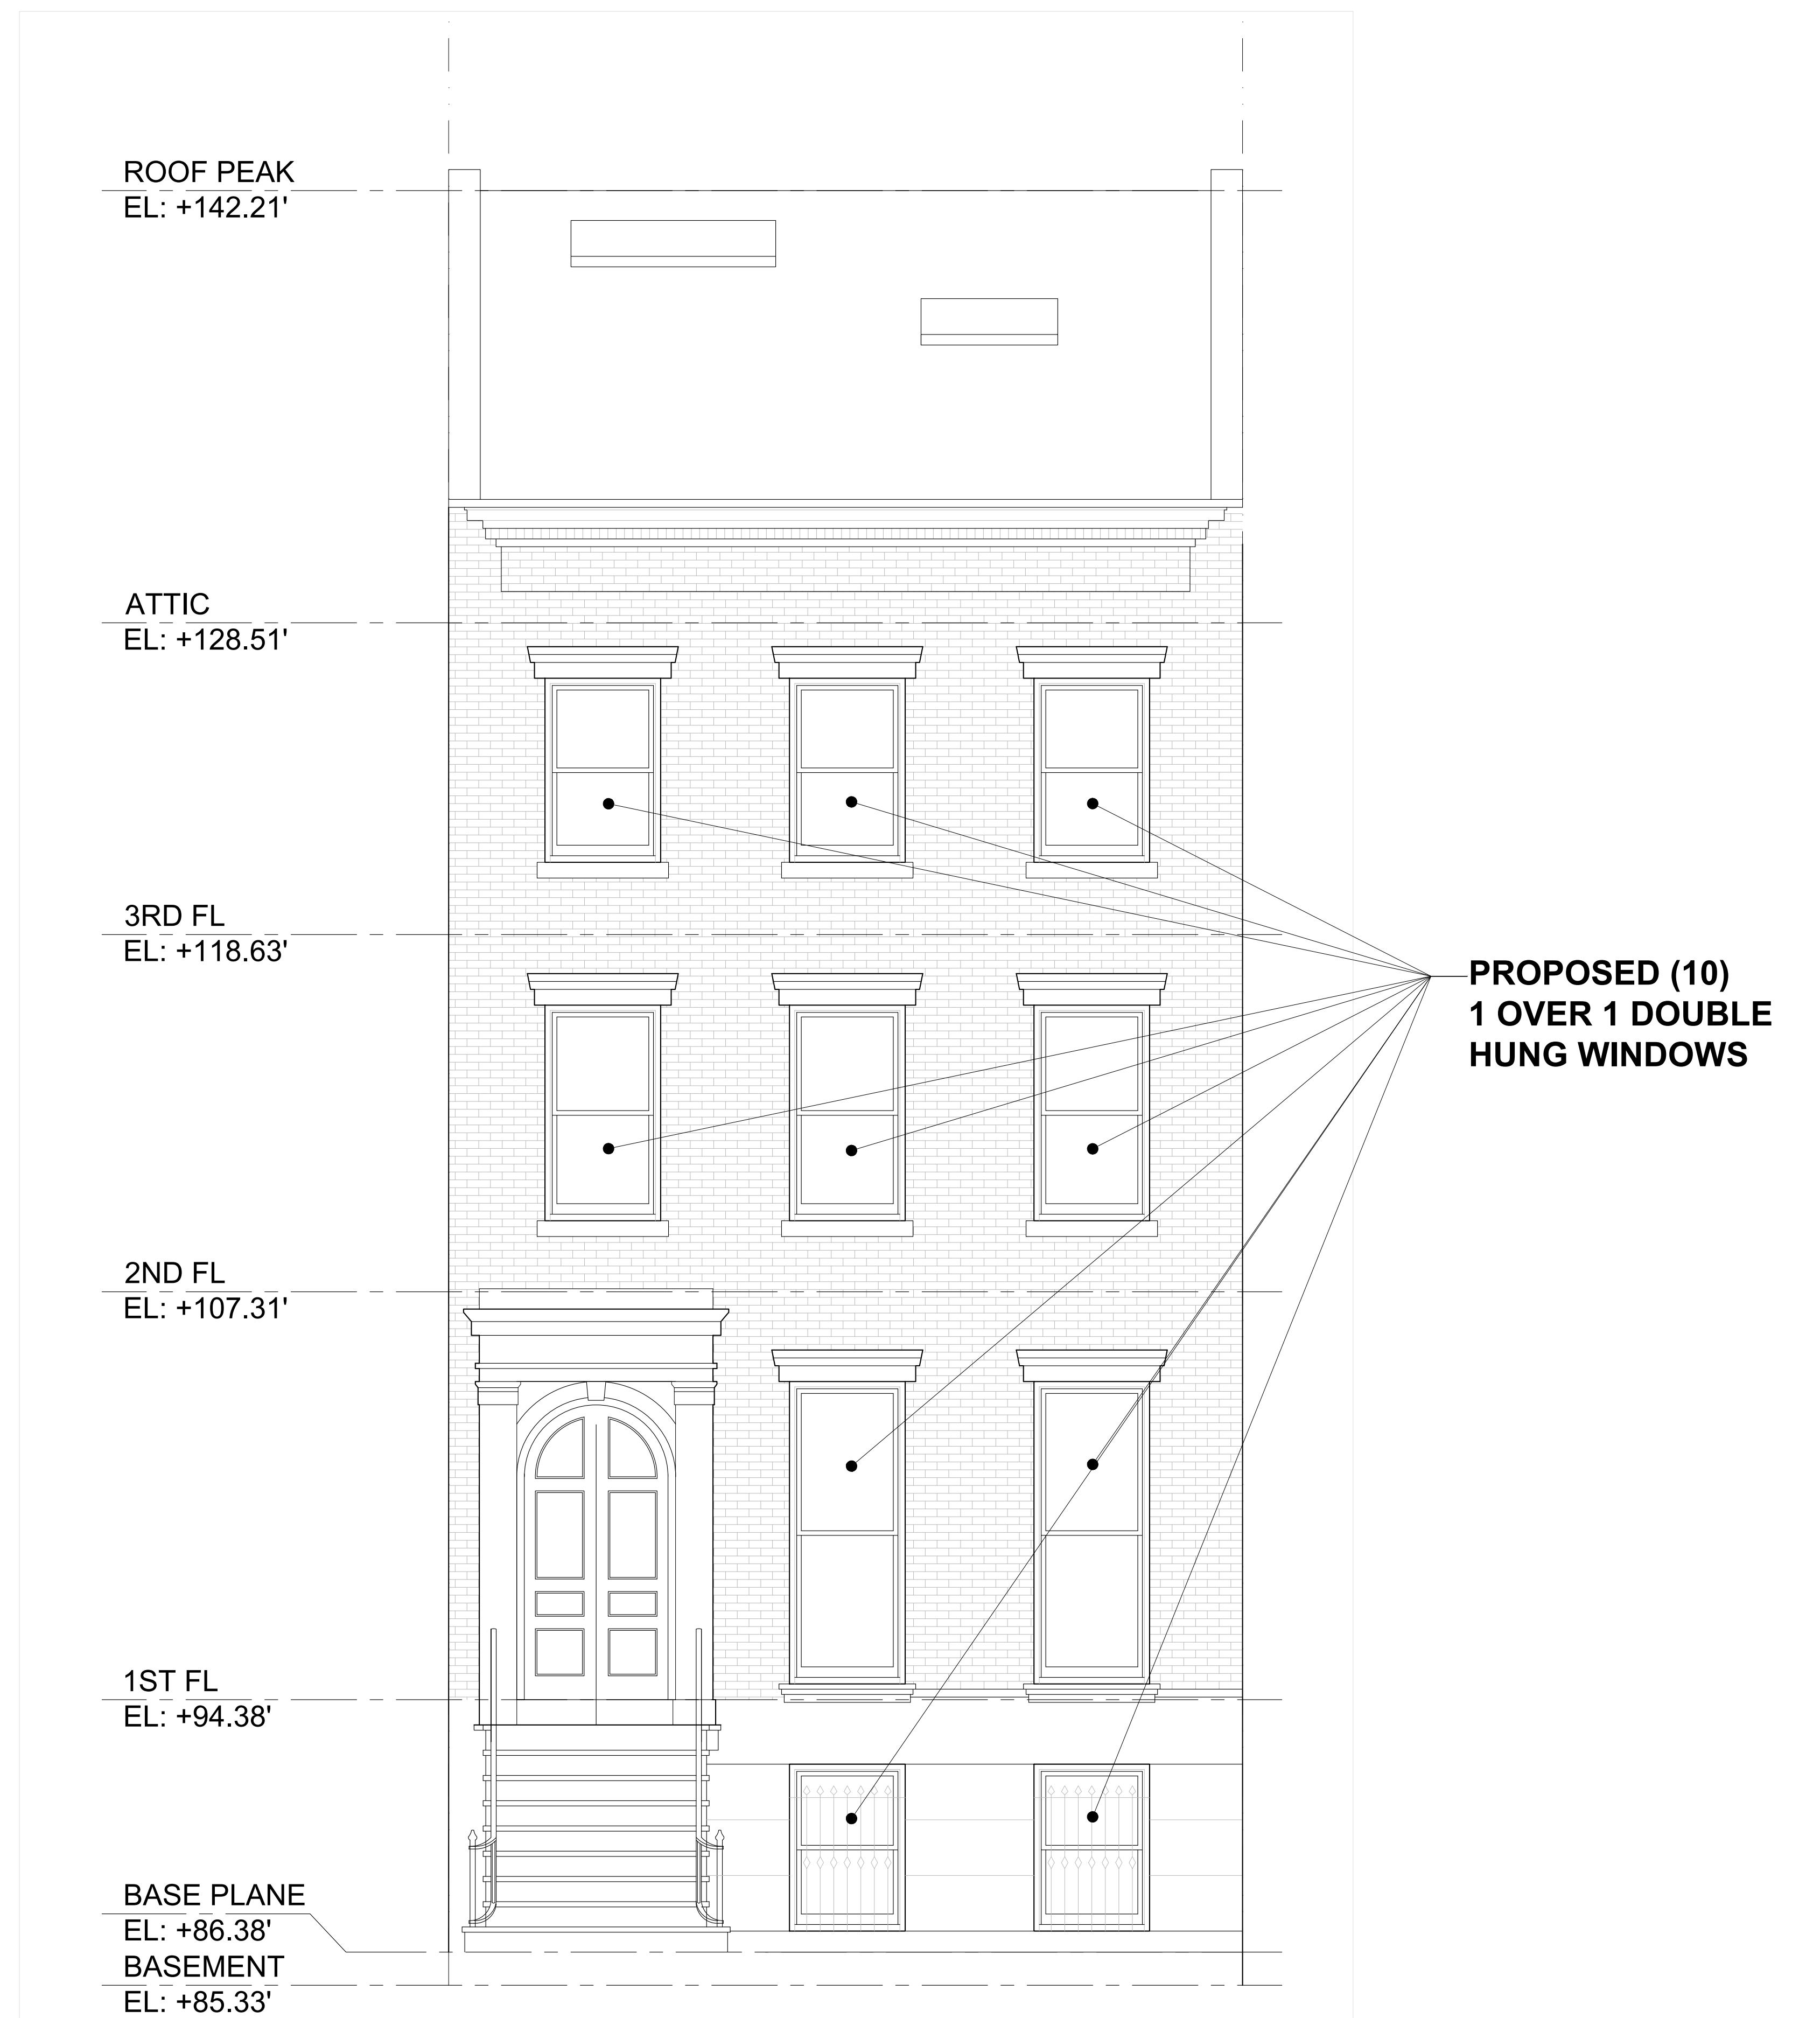 ROOF PEAK
EL: +142.21'
ATTIC
EL: +128.51'
3RD FL
EL: +118.63'
PROPOSED (10)
1 OVER 1 DOUBLE
HUNG WINDOWS
2ND FL
EL: +107.31'
1ST FL
EL: +94.38'
BASE PLANE
EL: +86.38'
BASEMENT
EL: +85.33'